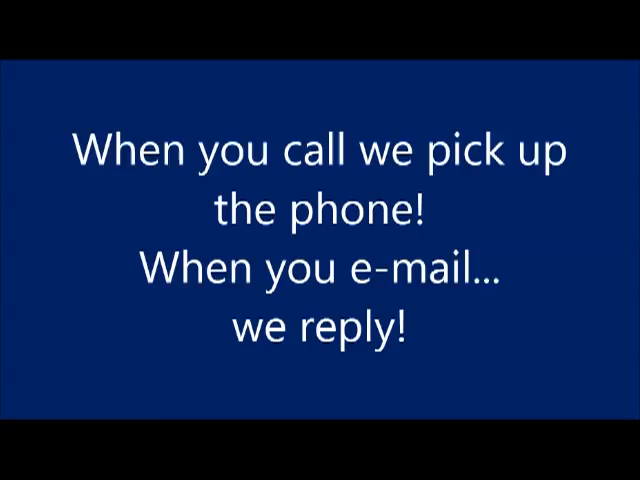 When you call we pick up
the phone!
When you e-mail...
we reply!